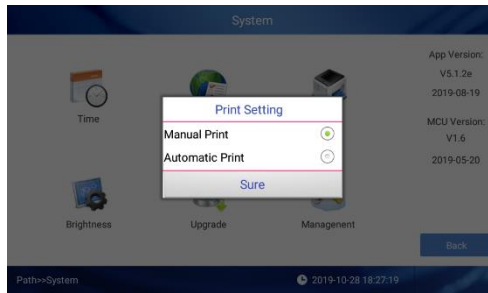 System
App Version:
V5.1.2e
2019-08-19
MCU Version:
V1.6
2019-05-20
Time
Print Setting
Manual Print
Automatic Print
Sure
Brightness
Upgrade
Management
Back
Path>>System
2019-10-28 18:27:19